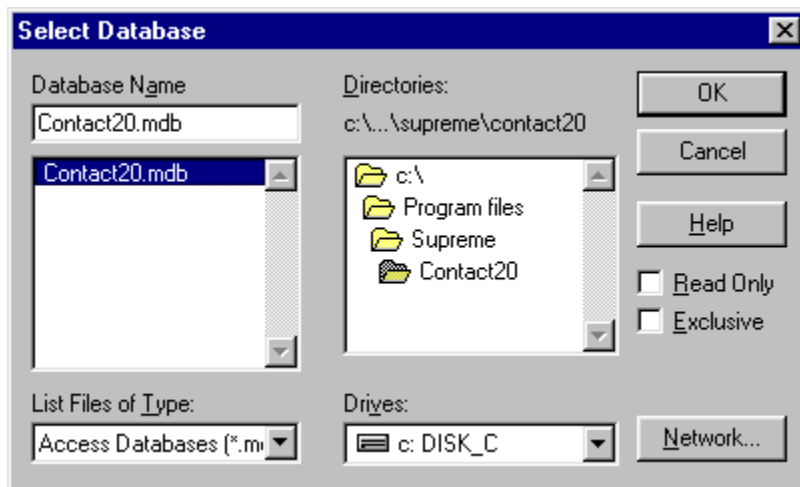 Select Database
Database Name
Contact20.mdb
Contact20.mdb
Directories:
c:\...\supreme\contact20
c:\
Program files
Supreme
Contact20
OK
Cancel
Help
Read Only
Exclusive
List Files of Type:
Access Databases (*.m
Drives:
c: DISK_C
Network...